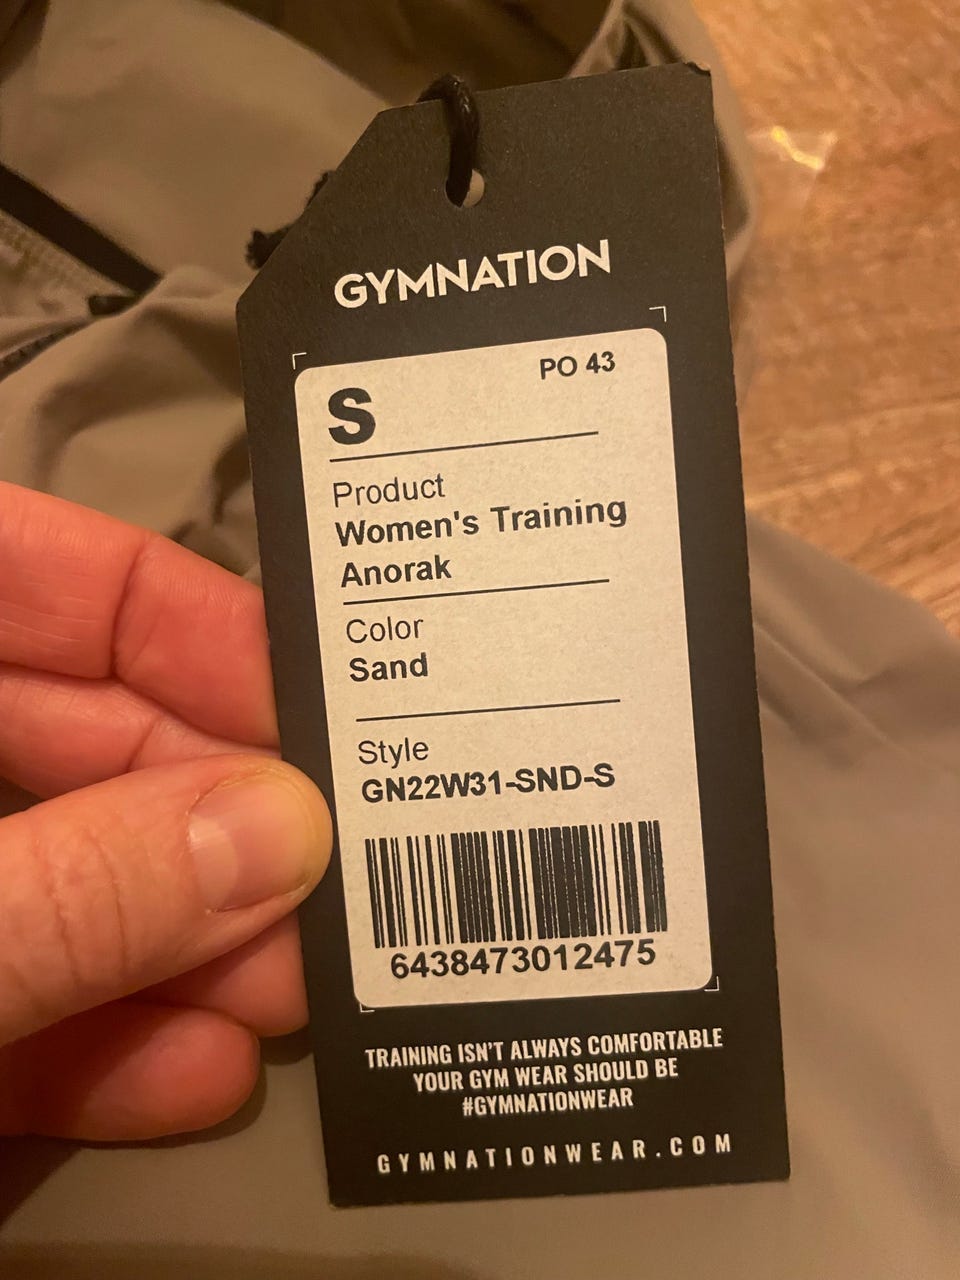 GYMNATION
S
PO 43
Product
Women's Training
Anorak
Color
Sand
Style
GN22W31-SND-S
6438473012475
TRAINING ISN'T ALWAYS COMFORTABLE
YOUR GYM WEAR SHOULD BE
#GYMNATIONWEAR
GYMNATIONWEAR.COM